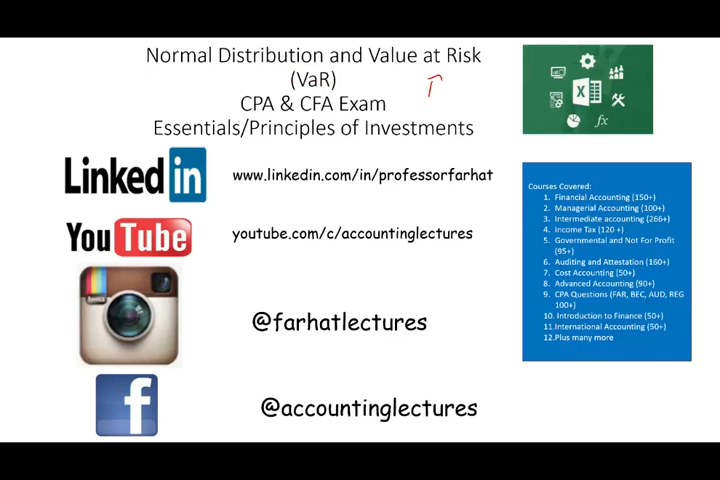 Normal Distribution and Value at Risk
(VaR)
CPA & CFA Exam
Essentials/Principles of Investments
Linked in
www.linkedin.com/in/professorfarhat
YouTube
youtube.com/c/accountinglectures
@farhatlectures
f
@accountinglectures
X
fx
Courses Covered:
1. Financial Accounting (150+)
2. Managerial Accounting (100+)
3. Intermediate accounting (266+)
4. Income Tax (120 +)
5. Governmental and Not For Profit
(95+)
6. Auditing and Attestation (160+)
7. Cost Accounting (50+)
8. Advanced Accounting (90+)
9. CPA Questions (FAR, BEC, AUD, REG
100+)
10. Introduction to Finance (50+)
11.International Accounting (50+)
12.Plus many more